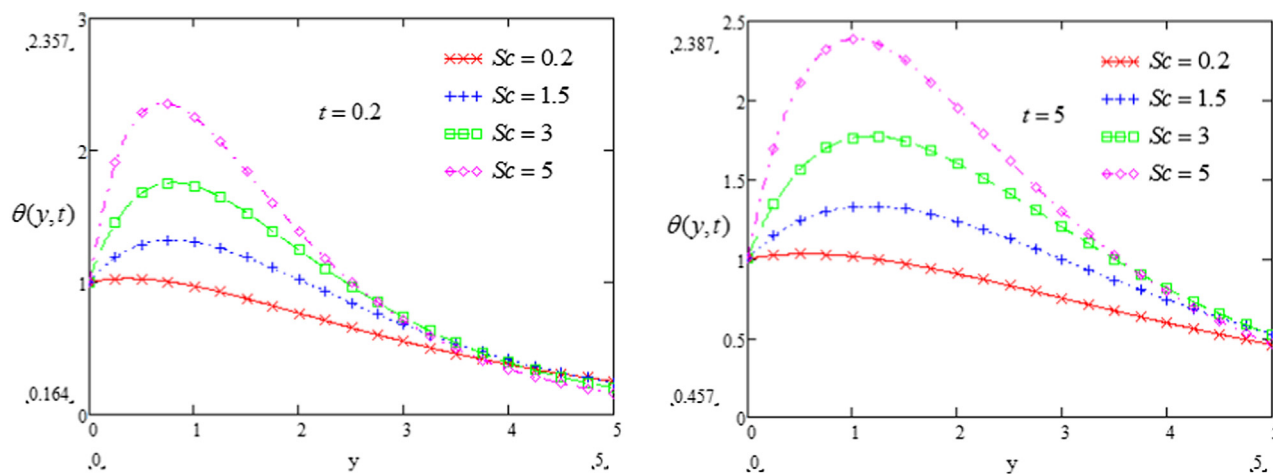 3
2.357
Sc = 0.2
Sc = 1.5
t = 0.2
Sc = 3
2
Sc = 5
θ(y,t)
1
0.164
0
0 1 2 3 4 5
0 y 5
2.5
2.387
Sc = 0.2
2
Sc = 1.5
t = 5
Sc = 3
1.5
Sc = 5
θ(y,t)
1
0.5
0.457
0
0 1 2 3 4 5
0 y 5